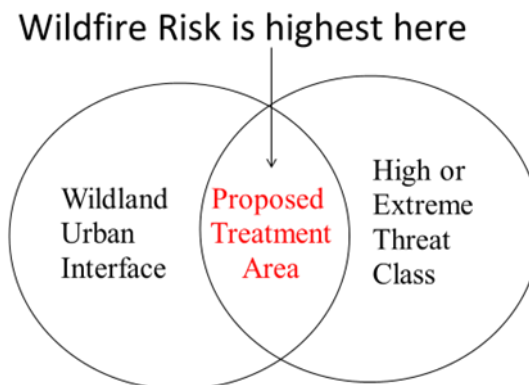 Wildfire Risk is highest here
Wildland
Urban
Interface
Proposed
Treatment
Area
High or
Extreme
Threat
Class